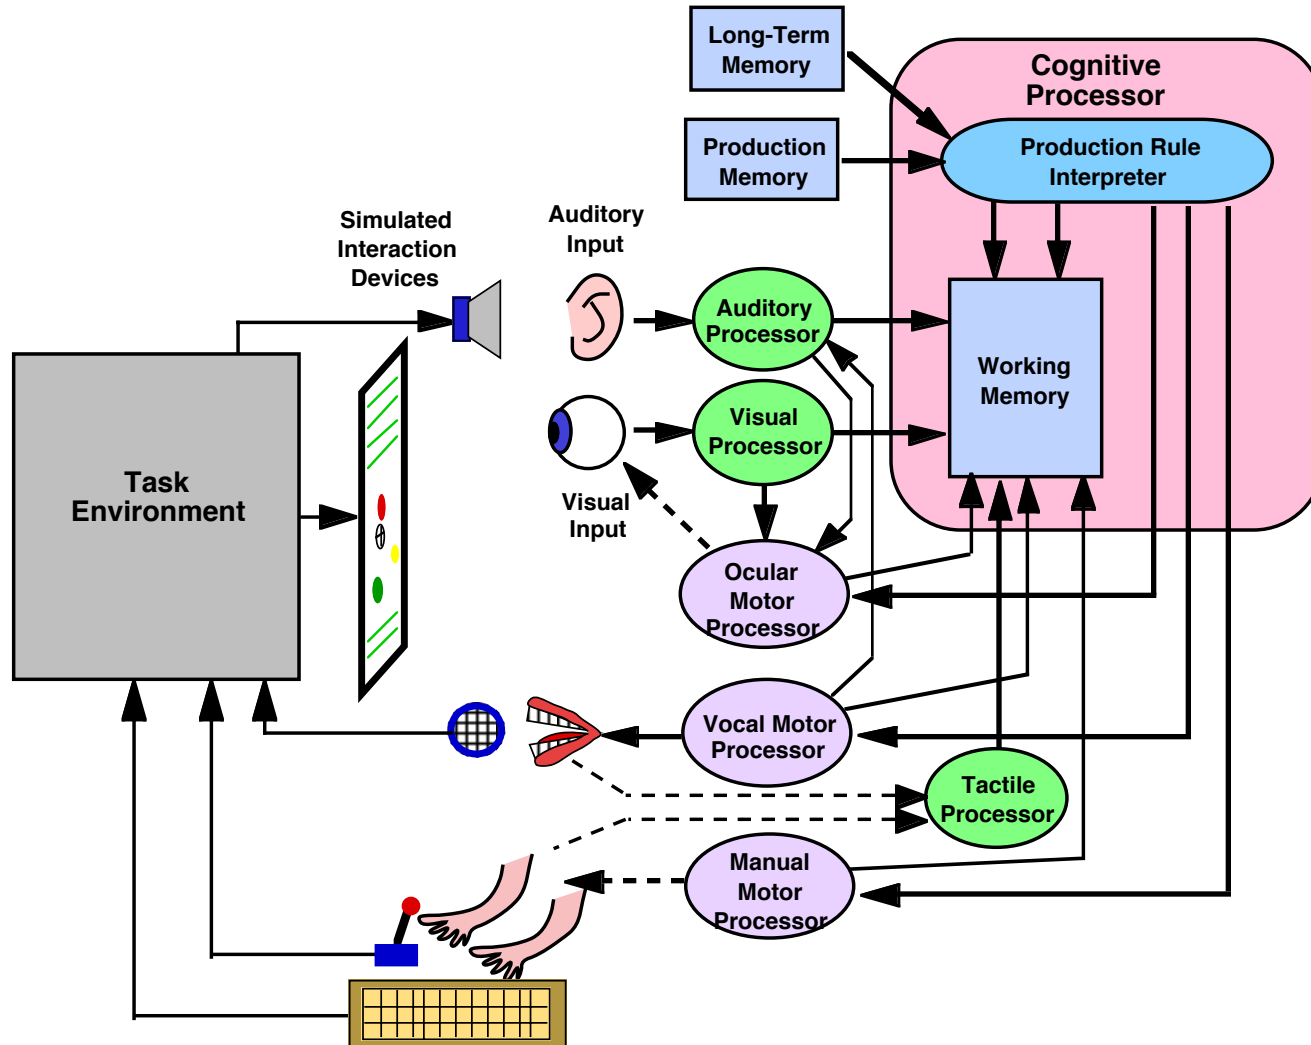 Long-Term
Memory
Cognitive
Processor
Production
Memory
Production Rule
Interpreter
Simulated
Interaction
Devices
Auditory
Input
Auditory
Processor
Working
Memory
Visual
Processor
Task
Environment
Visual
Input
Ocular
Motor
Processor
Vocal Motor
Processor
Tactile
Processor
Manual
Motor
Processor